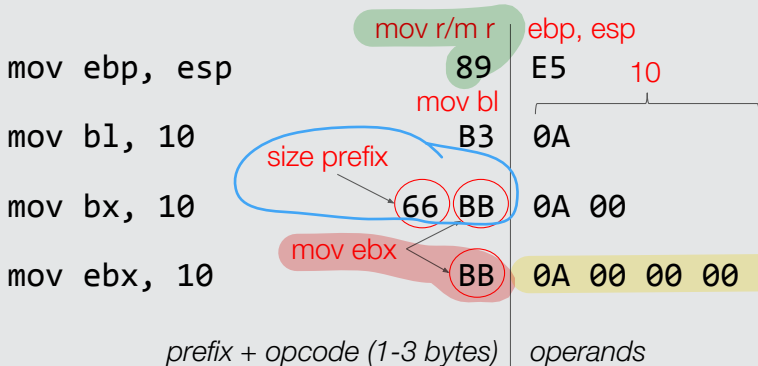 mov r/m r ebp, esp
mov ebp, esp 89 E5 10
mov bl
mov bl, 10 B3 0A
size prefix
mov bx, 10 66 BB 0A 00
mov ebx
mov ebx, 10 BB 0A 00 00 00
prefix + opcode (1-3 bytes) operands